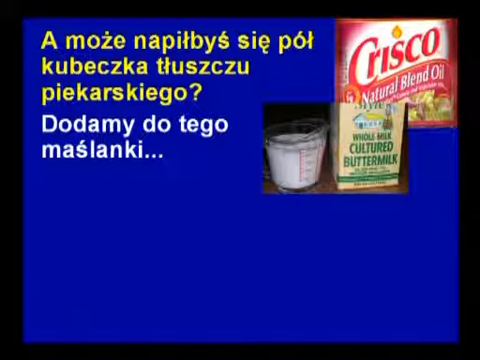 A może napiłbyś się pół
kubeczka tłuszczu
piekarskiego?
Dodamy do tego
maślanki...
Crisco
Natural Blend Oil
Style
WHOLE MILK
CULTURED
BUTTERMILK